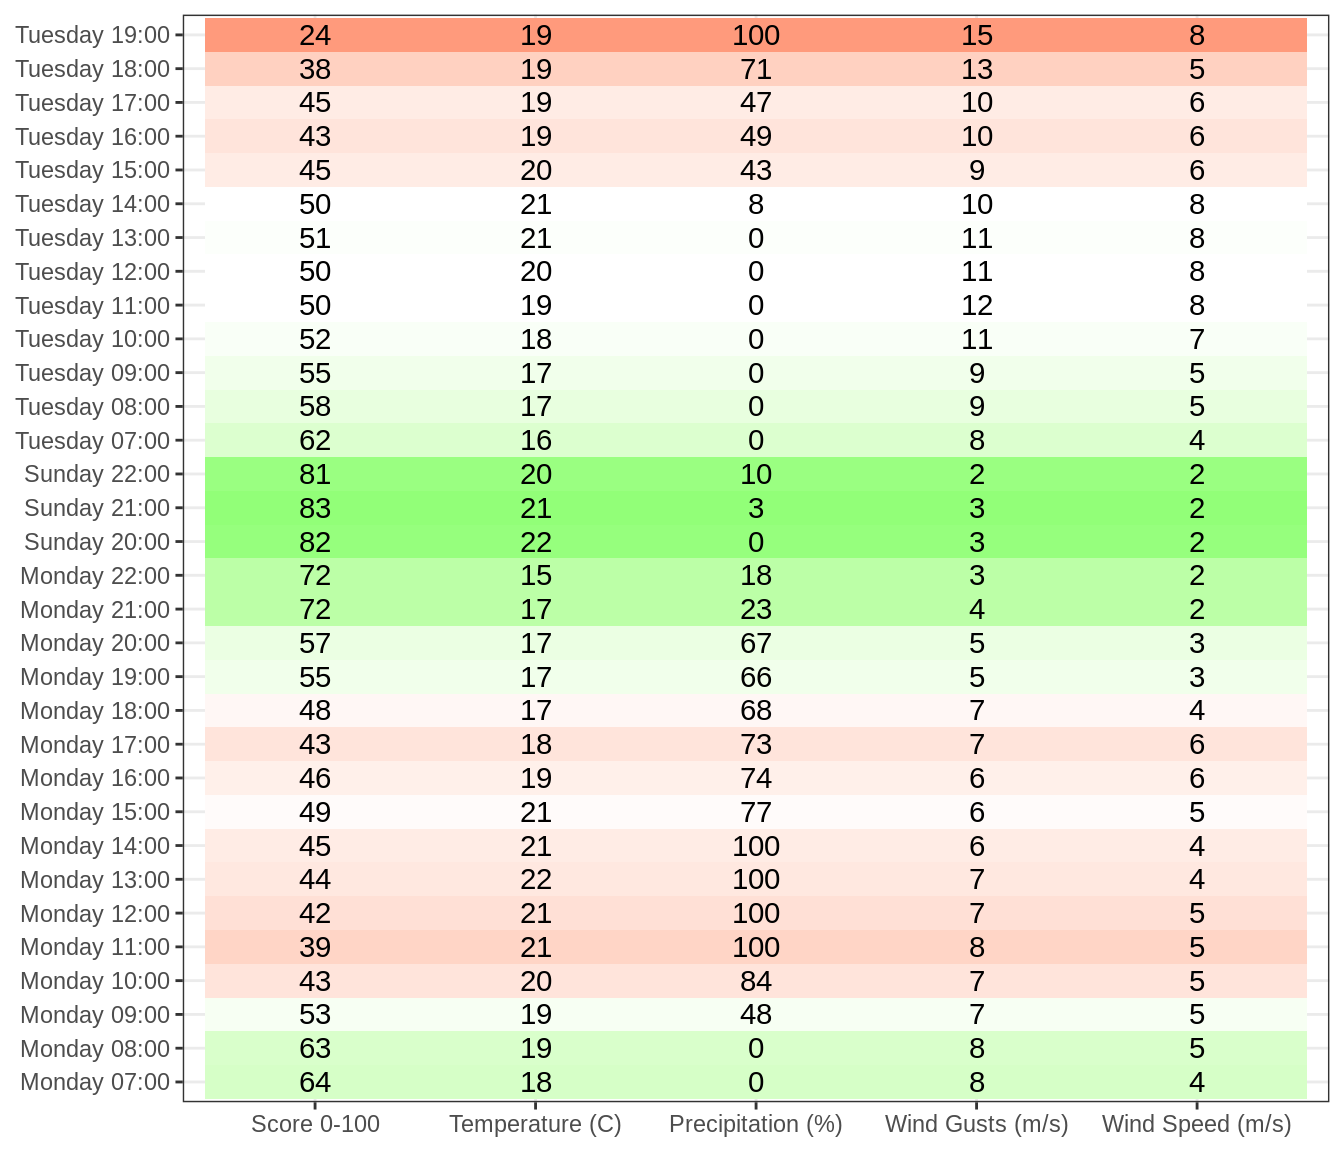 Tuesday 19:00 24 19 100 15 8
Tuesday 18:00 38 19 71 13 5
Tuesday 17:00 45 19 47 10 6
Tuesday 16:00 43 19 49 10 6
Tuesday 15:00 45 20 43 9 6
Tuesday 14:00 50 21 8 10 8
Tuesday 13:00 51 21 0 11 8
Tuesday 12:00 50 20 0 11 8
Tuesday 11:00 50 19 0 12 8
Tuesday 10:00 52 18 0 11 7
Tuesday 09:00 55 17 0 9 5
Tuesday 08:00 58 17 0 9 5
Tuesday 07:00 62 16 0 8 4
Sunday 22:00 81 20 10 2 2
Sunday 21:00 83 21 3 3 2
Sunday 20:00 82 22 0 3 2
Monday 22:00 72 15 18 3 2
Monday 21:00 72 17 23 4 2
Monday 20:00 57 17 67 5 3
Monday 19:00 55 17 66 5 3
Monday 18:00 48 17 68 7 4
Monday 17:00 43 18 73 7 6
Monday 16:00 46 19 74 6 6
Monday 15:00 49 21 77 6 5
Monday 14:00 45 21 100 6 4
Monday 13:00 44 22 100 7 4
Monday 12:00 42 21 100 7 5
Monday 11:00 39 21 100 8 5
Monday 10:00 43 20 84 7 5
Monday 09:00 53 19 48 7 5
Monday 08:00 63 19 0 8 5
Monday 07:00 64 18 0 8 4
Score 0-100 Temperature (C) Precipitation (%) Wind Gusts (m/s) Wind Speed (m/s)